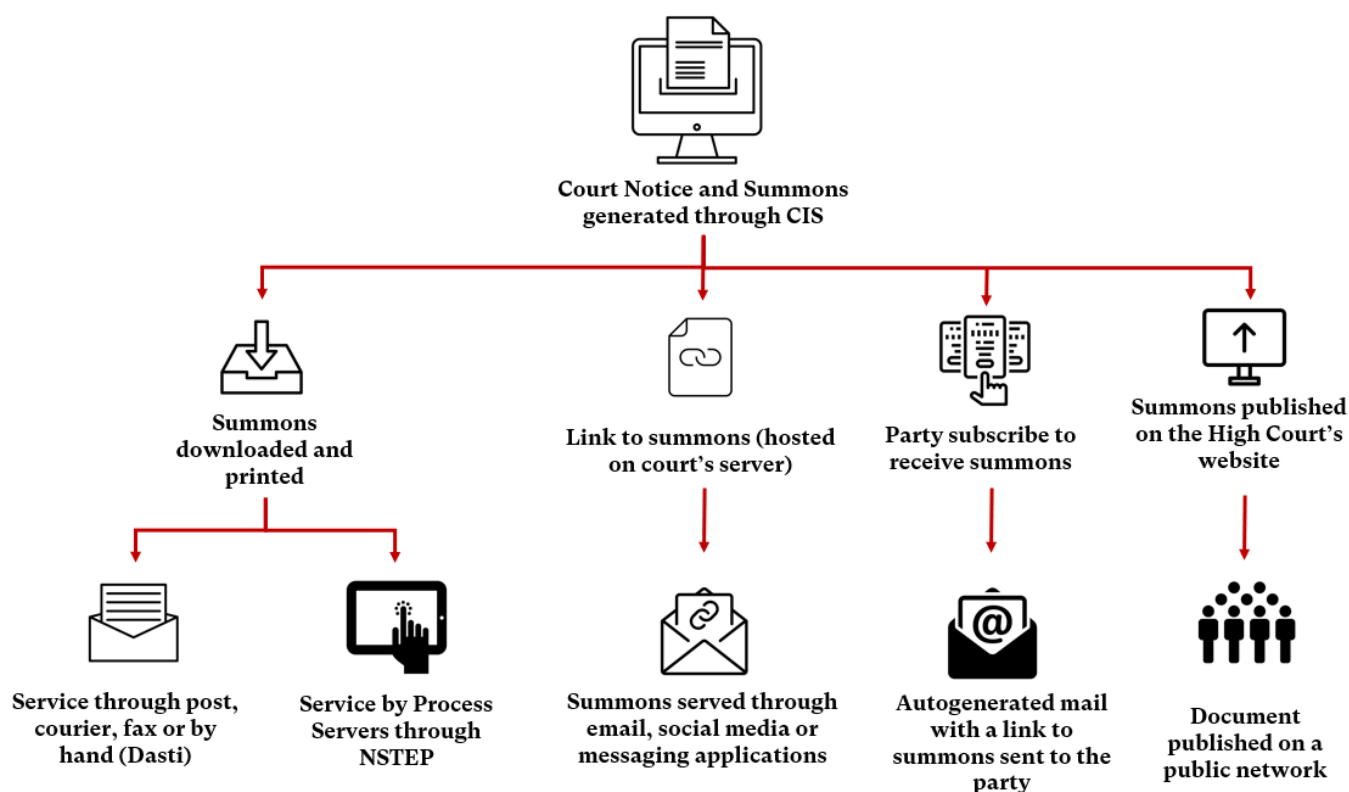 Court Notice and Summons
generated through CIS
Summons
downloaded and
printed
Link to summons (hosted
on court's server)
Party subscribe to
receive summons
Summons published
on the High Court's
website
Service through post,
courier, fax or by
hand (Dasti)
Service by Process
Servers through
NSTEP
Summons served through
email, social media or
messaging applications
@
Autogenerated mail
with a link to
summons sent to the
party
Document
published on a
public network